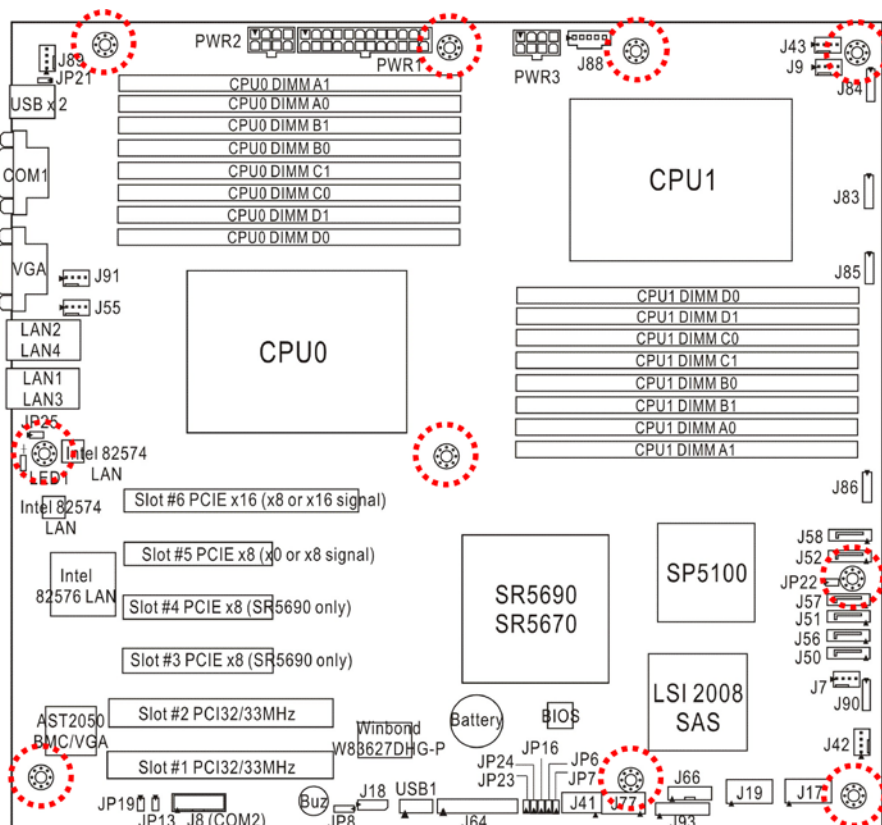 PWR2
PWR1
PWR3
J88
J43
J9
J84
J89
JP21
USB x 2
COM1
VGA
CPU0 DIMM A1
CPU0 DIMM A0
CPU0 DIMM B1
CPU0 DIMM B0
CPU0 DIMM C1
CPU0 DIMM C0
CPU0 DIMM D1
CPU0 DIMM D0
CPU1
J83
J85
J91
J55
LAN2
LAN4
LAN1
LAN3
CPU0
CPU1 DIMM D0
CPU1 DIMM D1
CPU1 DIMM C0
CPU1 DIMM C1
CPU1 DIMM B0
CPU1 DIMM B1
CPU1 DIMM A0
CPU1 DIMM A1
JP25
LED1
Intel 82574
LAN
Intel 82574
LAN
Intel
82576 LAN
Slot #6 PCIE x16 (x8 or x16 signal)
Slot #5 PCIE x8 (x0 or x8 signal)
Slot #4 PCIE x8 (SR5690 only)
Slot #3 PCIE x8 (SR5690 only)
Slot #2 PCI32/33MHz
Slot #1 PCI32/33MHz
SR5690
SR5670
SP5100
LSI 2008
SAS
J86
J58
J52
JP22
J57
J51
J56
J50
J7
J90
J42
AST2050
BMC/VGA
Winbond
W83627DHG-P
Battery
BIOS
JP16
JP24
JP23
JP6
JP7
JP19
JP13
J8 (COM2)
Buz
JP8
J18
USB1
J64
J41
J77
J66
J93
J19
J17